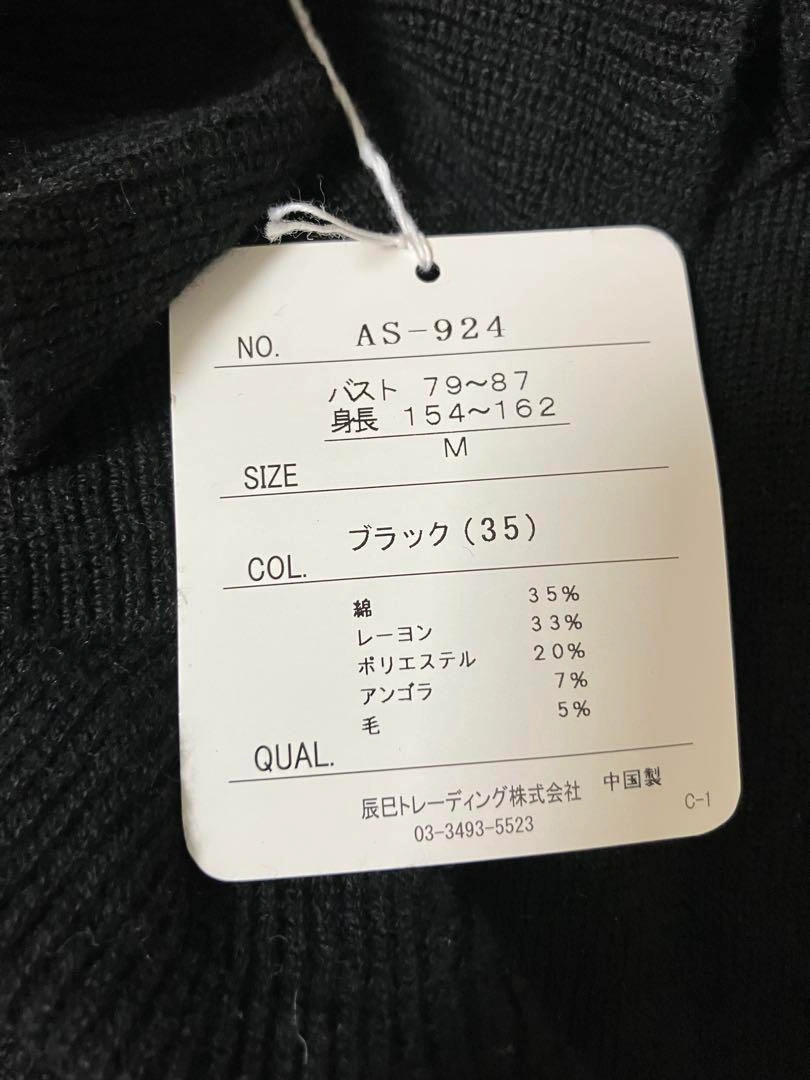 NO. AS-924
バスト 79～87
身長 154～162
M
SIZE
ブラック(35)
COL.
綿 35%
レーヨン 33%
ポリエステル 20%
アンゴラ 7%
毛 5%
QUAL.
辰巳トレーディング株式会社 中国製
03-3493-5523 C-1